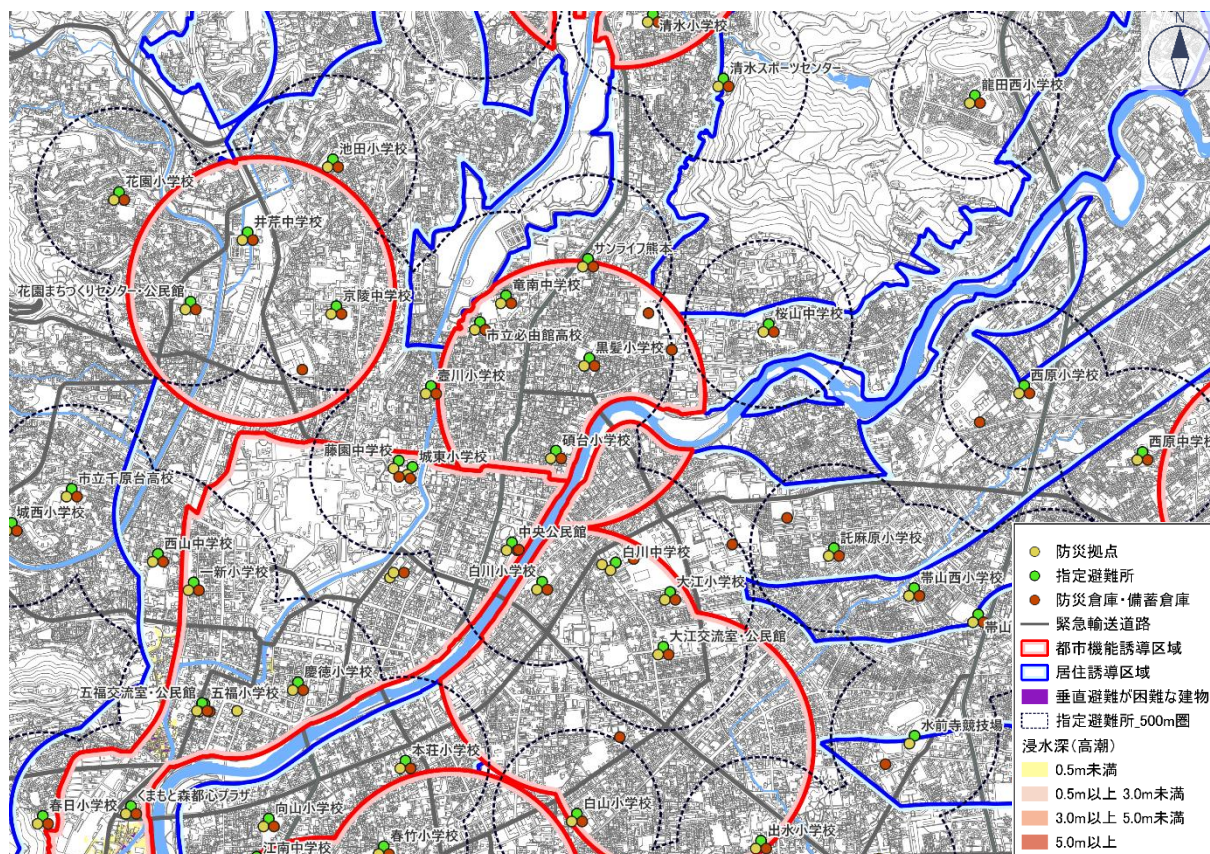 清水小学校
N
清水スポーツセンター
龍田西小学校
池田小学校
花園小学校
井芹中学校
サンライフ熊本
花園まちづくりセンター・公民館
竜南中学校
京陵中学校
桜山中学校
市立必由館高校
黒髪小学校
壺川小学校
西原小学校
碩台小学校
西原中学校
藤園中学校
城東小学校
市立千原台高校
城西小学校
中央公民館
西山中学校
白川中学校
託麻原小学校
一新小学校
白川小学校
大江小学校
帯山西小学校
帯山
大江交流室・公民館
慶徳小学校
五福交流室・公民館
五福小学校
水前寺競技場
本荘小学校
くまもと森都心プラザ
春日小学校
向山小学校
白山小学校
春竹小学校
出水小学校
江南中学校
防災拠点
指定避難所
防災倉庫・備蓄倉庫
緊急輸送道路
都市機能誘導区域
居住誘導区域
垂直避難が困難な建物
指定避難所_500m圏
浸水深(高潮)
0.5m未満
0.5m以上 3.0m未満
3.0m以上 5.0m未満
5.0m以上